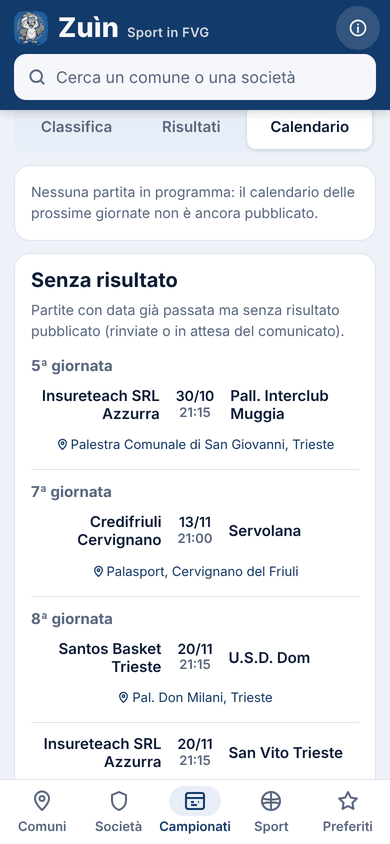 Zuìn Sport in FVG
Cerca un comune o una società
Classifica Risultati Calendario
Nessuna partita in programma: il calendario delle
prossime giornate non è ancora pubblicato.
Senza risultato
Partite con data già passata ma senza risultato
pubblicato (rinviate o in attesa del comunicato).
5ª giornata
Insureteach SRL Azzurra 30/10 21:15 Pall. Interclub Muggia
Palestra Comunale di San Giovanni, Trieste
7ª giornata
Credifriuli Cervignano 13/11 21:00 Servolana
Palasport, Cervignano del Friuli
8ª giornata
Santos Basket Trieste 20/11 21:15 U.S.D. Dom
Pal. Don Milani, Trieste
Insureteach SRL Azzurra 20/11 21:15 San Vito Trieste
Comuni Società Campionati Sport Preferiti